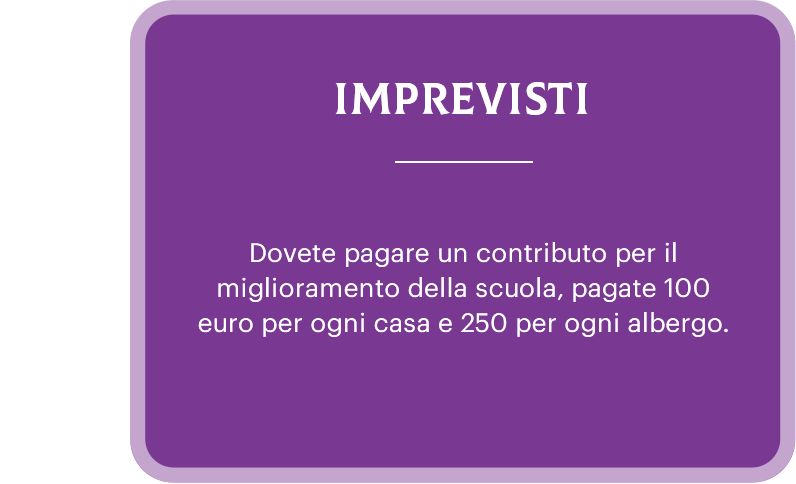 IMPREVISTI
Dovete pagare un contributo per il
miglioramento della scuola, pagate 100
euro per ogni casa e 250 per ogni albergo.